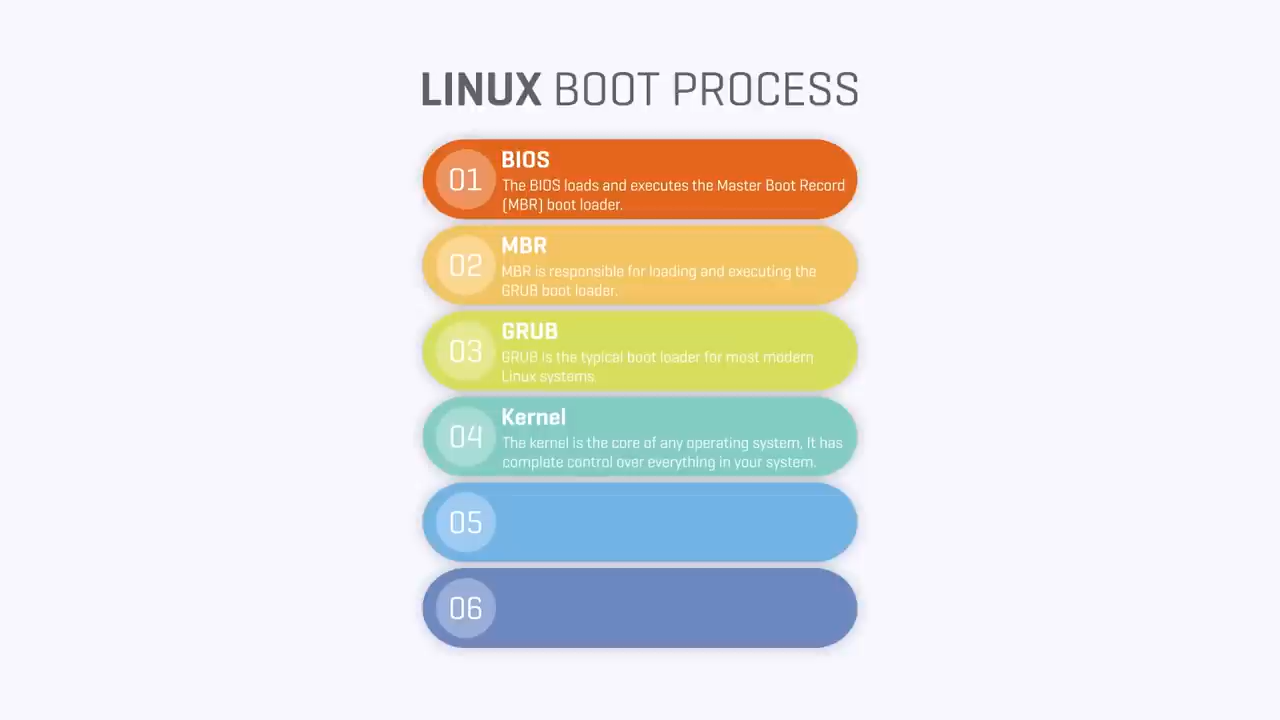 LINUX BOOT PROCESS
01
BIOS
The BIOS loads and executes the Master Boot Record
(MBR) boot loader.
02
MBR
MBR is responsible for loading and executing the
GRUB boot loader.
03
GRUB
GRUB is the typical boot loader for most modern
Linux systems.
04
Kernel
The kernel is the core of any operating system, It has
complete control over everything in your system.
05
06